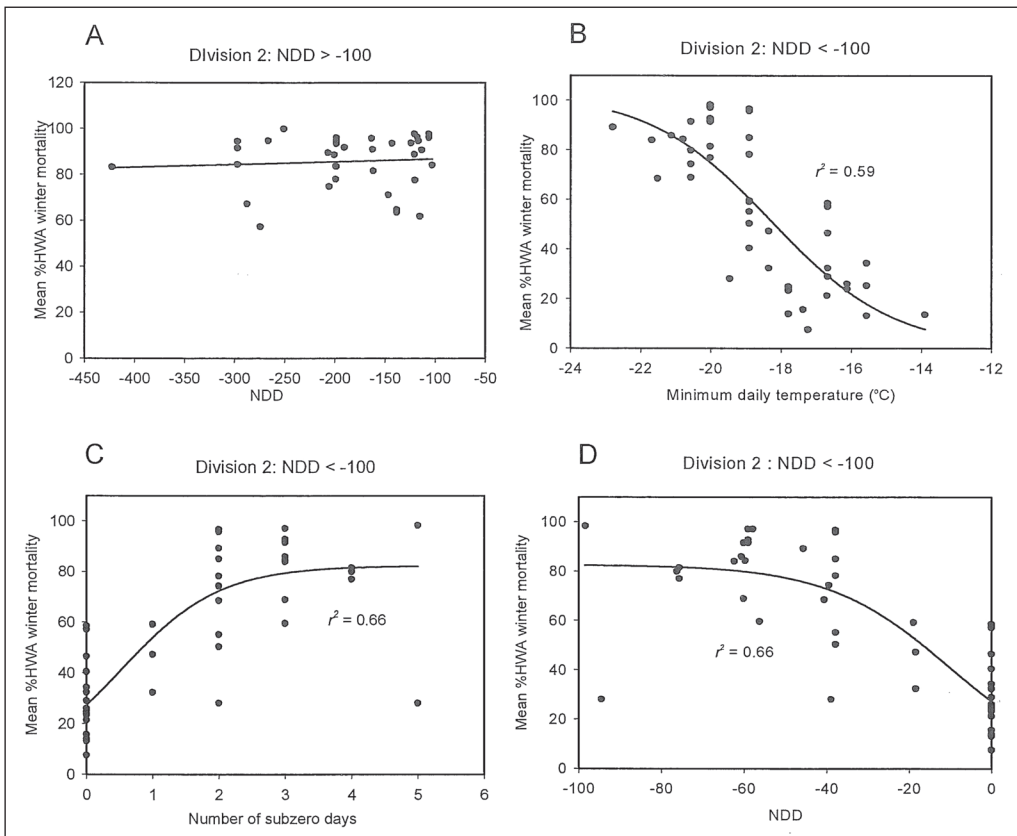 A
DIvision 2: NDD > -100
Mean %HWA winter mortality
120
100
80
60
40
20
0
-450 -400 -350 -300 -250 -200 -150 -100 -50
NDD
B
Division 2: NDD < -100
Mean %HWA winter mortality
100
80
60
40
20
0
r² = 0.59
-24 -22 -20 -18 -16 -14 -12
Minimum daily temperature (ºC)
C
Division 2: NDD < -100
Mean %HWA winter mortality
100
80
60
40
20
0
r² = 0.66
0 1 2 3 4 5 6
Number of subzero days
D
Division 2 : NDD < -100
Mean %HWA winter mortality
100
80
60
40
20
0
r² = 0.66
-100 -80 -60 -40 -20 0
NDD